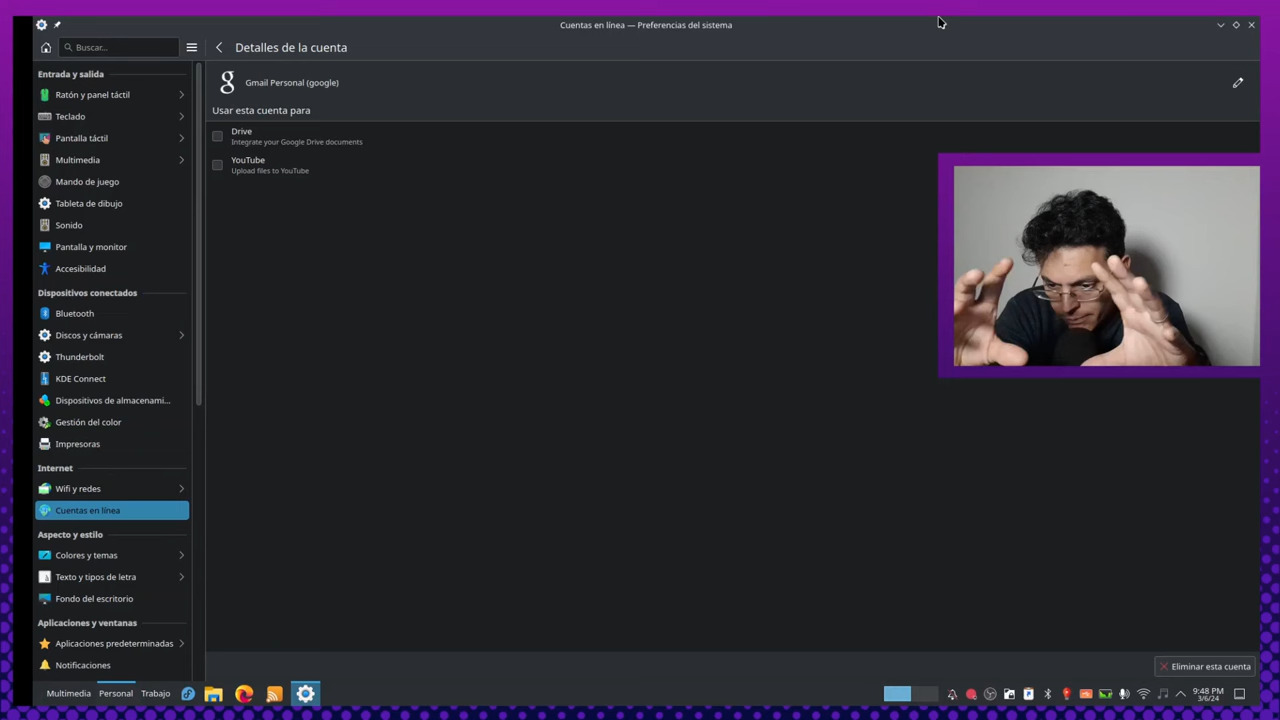 Cuentas en línea — Preferencias del sistema
Buscar...
Detalles de la cuenta
Entrada y salida
Ratón y panel táctil
Teclado
Pantalla táctil
Multimedia
Mando de juego
Tableta de dibujo
Sonido
Pantalla y monitor
Accesibilidad
Dispositivos conectados
Bluetooth
Discos y cámaras
Thunderbolt
KDE Connect
Dispositivos de almacenami...
Gestión del color
Impresoras
Internet
Wifi y redes
Cuentas en línea
Aspecto y estilo
Colores y temas
Texto y tipos de letra
Fondo del escritorio
Aplicaciones y ventanas
Aplicaciones predeterminadas
Notificaciones
g
Gmail Personal (google)
Usar esta cuenta para
Drive
Integrate your Google Drive documents
YouTube
Upload files to YouTube
Eliminar esta cuenta
Multimedia
Personal
Trabajo
9:48 PM
3/6/24